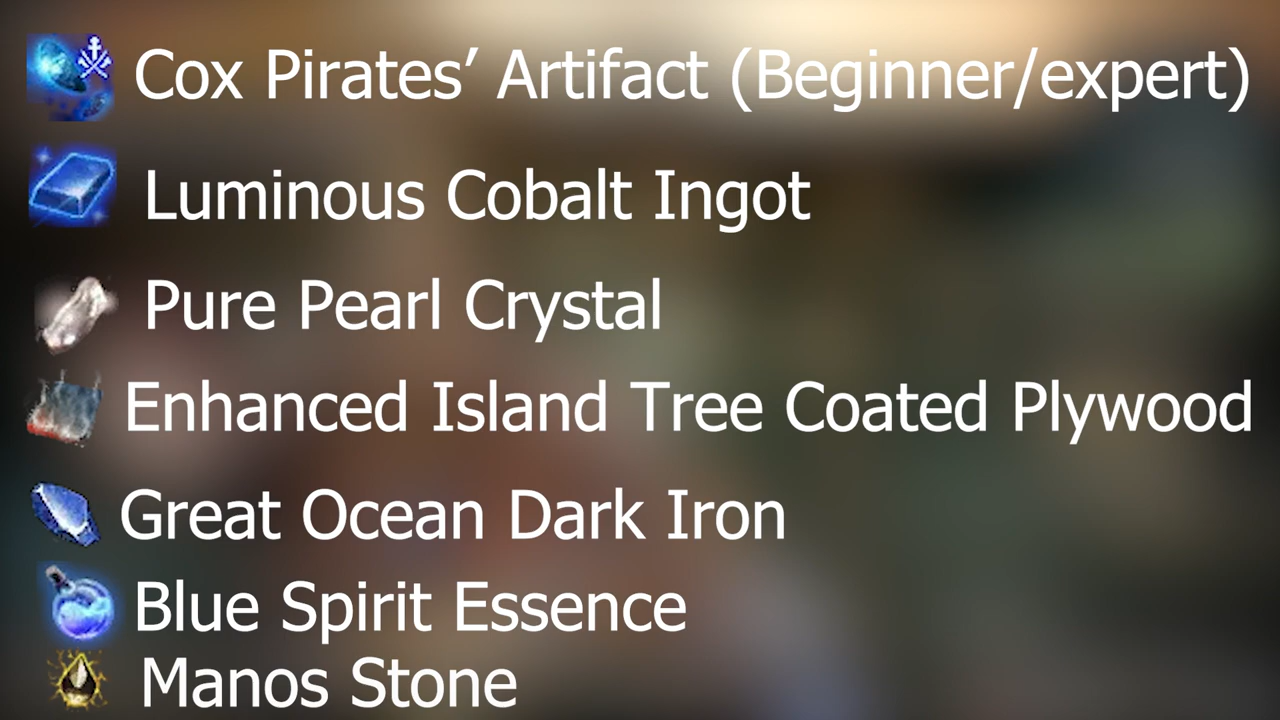 Cox Pirates’ Artifact (Beginner/expert)
Luminous Cobalt Ingot
Pure Pearl Crystal
Enhanced Island Tree Coated Plywood
Great Ocean Dark Iron
Blue Spirit Essence
Manos Stone